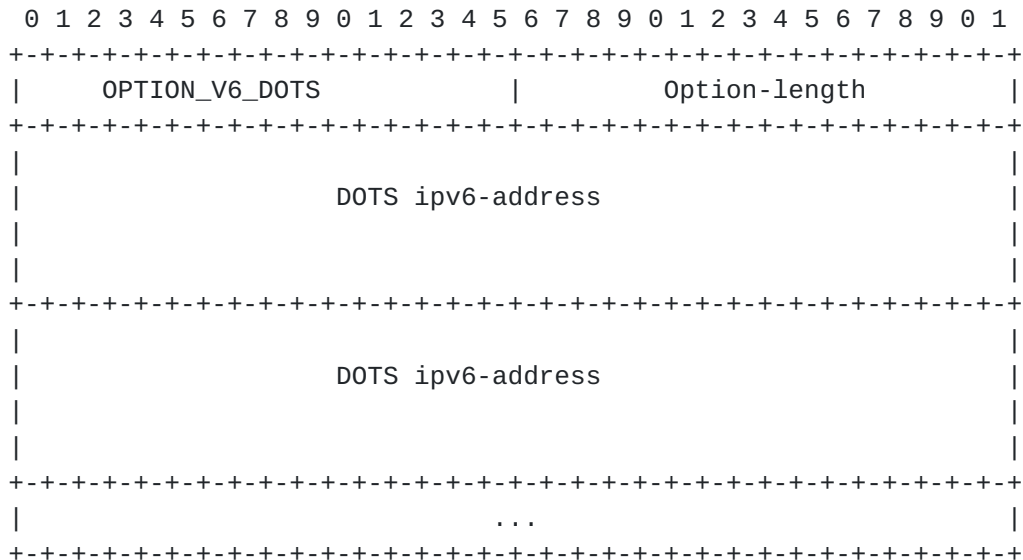 0 1 2 3 4 5 6 7 8 9 0 1 2 3 4 5 6 7 8 9 0 1 2 3 4 5 6 7 8 9 0 1
+-+-+-+-+-+-+-+-+-+-+-+-+-+-+-+-+-+-+-+-+-+-+-+-+-+-+-+-+-+-+-+-+
|     OPTION_V6_DOTS            |         Option-length         |
+-+-+-+-+-+-+-+-+-+-+-+-+-+-+-+-+-+-+-+-+-+-+-+-+-+-+-+-+-+-+-+-+
|                                                               |
|                    DOTS ipv6-address                          |
|                                                               |
|                                                               |
+-+-+-+-+-+-+-+-+-+-+-+-+-+-+-+-+-+-+-+-+-+-+-+-+-+-+-+-+-+-+-+-+
|                                                               |
|                    DOTS ipv6-address                          |
|                                                               |
|                                                               |
+-+-+-+-+-+-+-+-+-+-+-+-+-+-+-+-+-+-+-+-+-+-+-+-+-+-+-+-+-+-+-+-+
|                              ...                              |
+-+-+-+-+-+-+-+-+-+-+-+-+-+-+-+-+-+-+-+-+-+-+-+-+-+-+-+-+-+-+-+-+